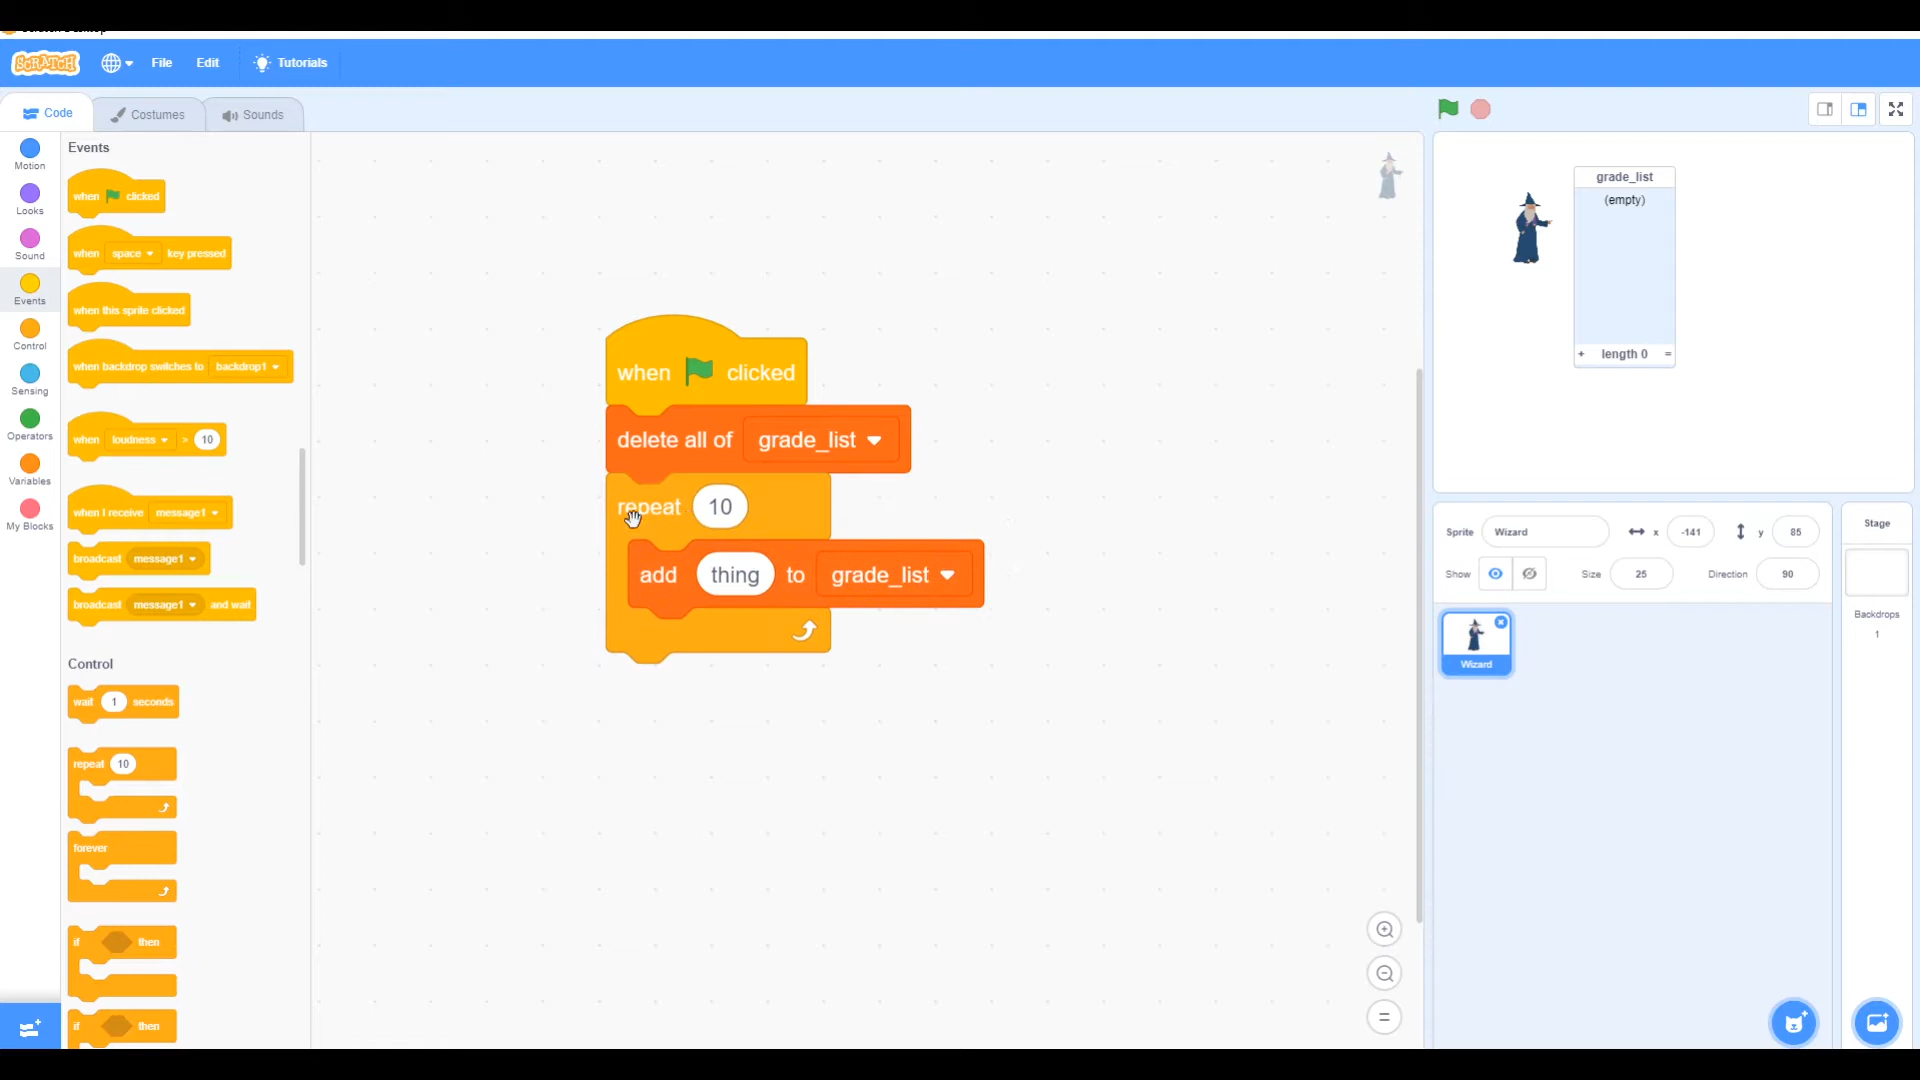 Scratch Desktop
SCRATCH
File
Edit
Tutorials
Code
Costumes
Sounds
Motion
Looks
Sound
Events
Control
Sensing
Operators
Variables
My Blocks
Events
when clicked
when space key pressed
when this sprite clicked
when backdrop switches to backdrop1
when loudness > 10
when I receive message1
broadcast message1
broadcast message1 and wait
Control
wait 1 seconds
repeat 10
forever
if then
if then
when clicked
delete all of grade_list
repeat 10
add thing to grade_list
grade_list
(empty)
+ length 0 =
Sprite Wizard x -141 y 85
Show Size 25 Direction 90
Wizard
Stage
Backdrops
1